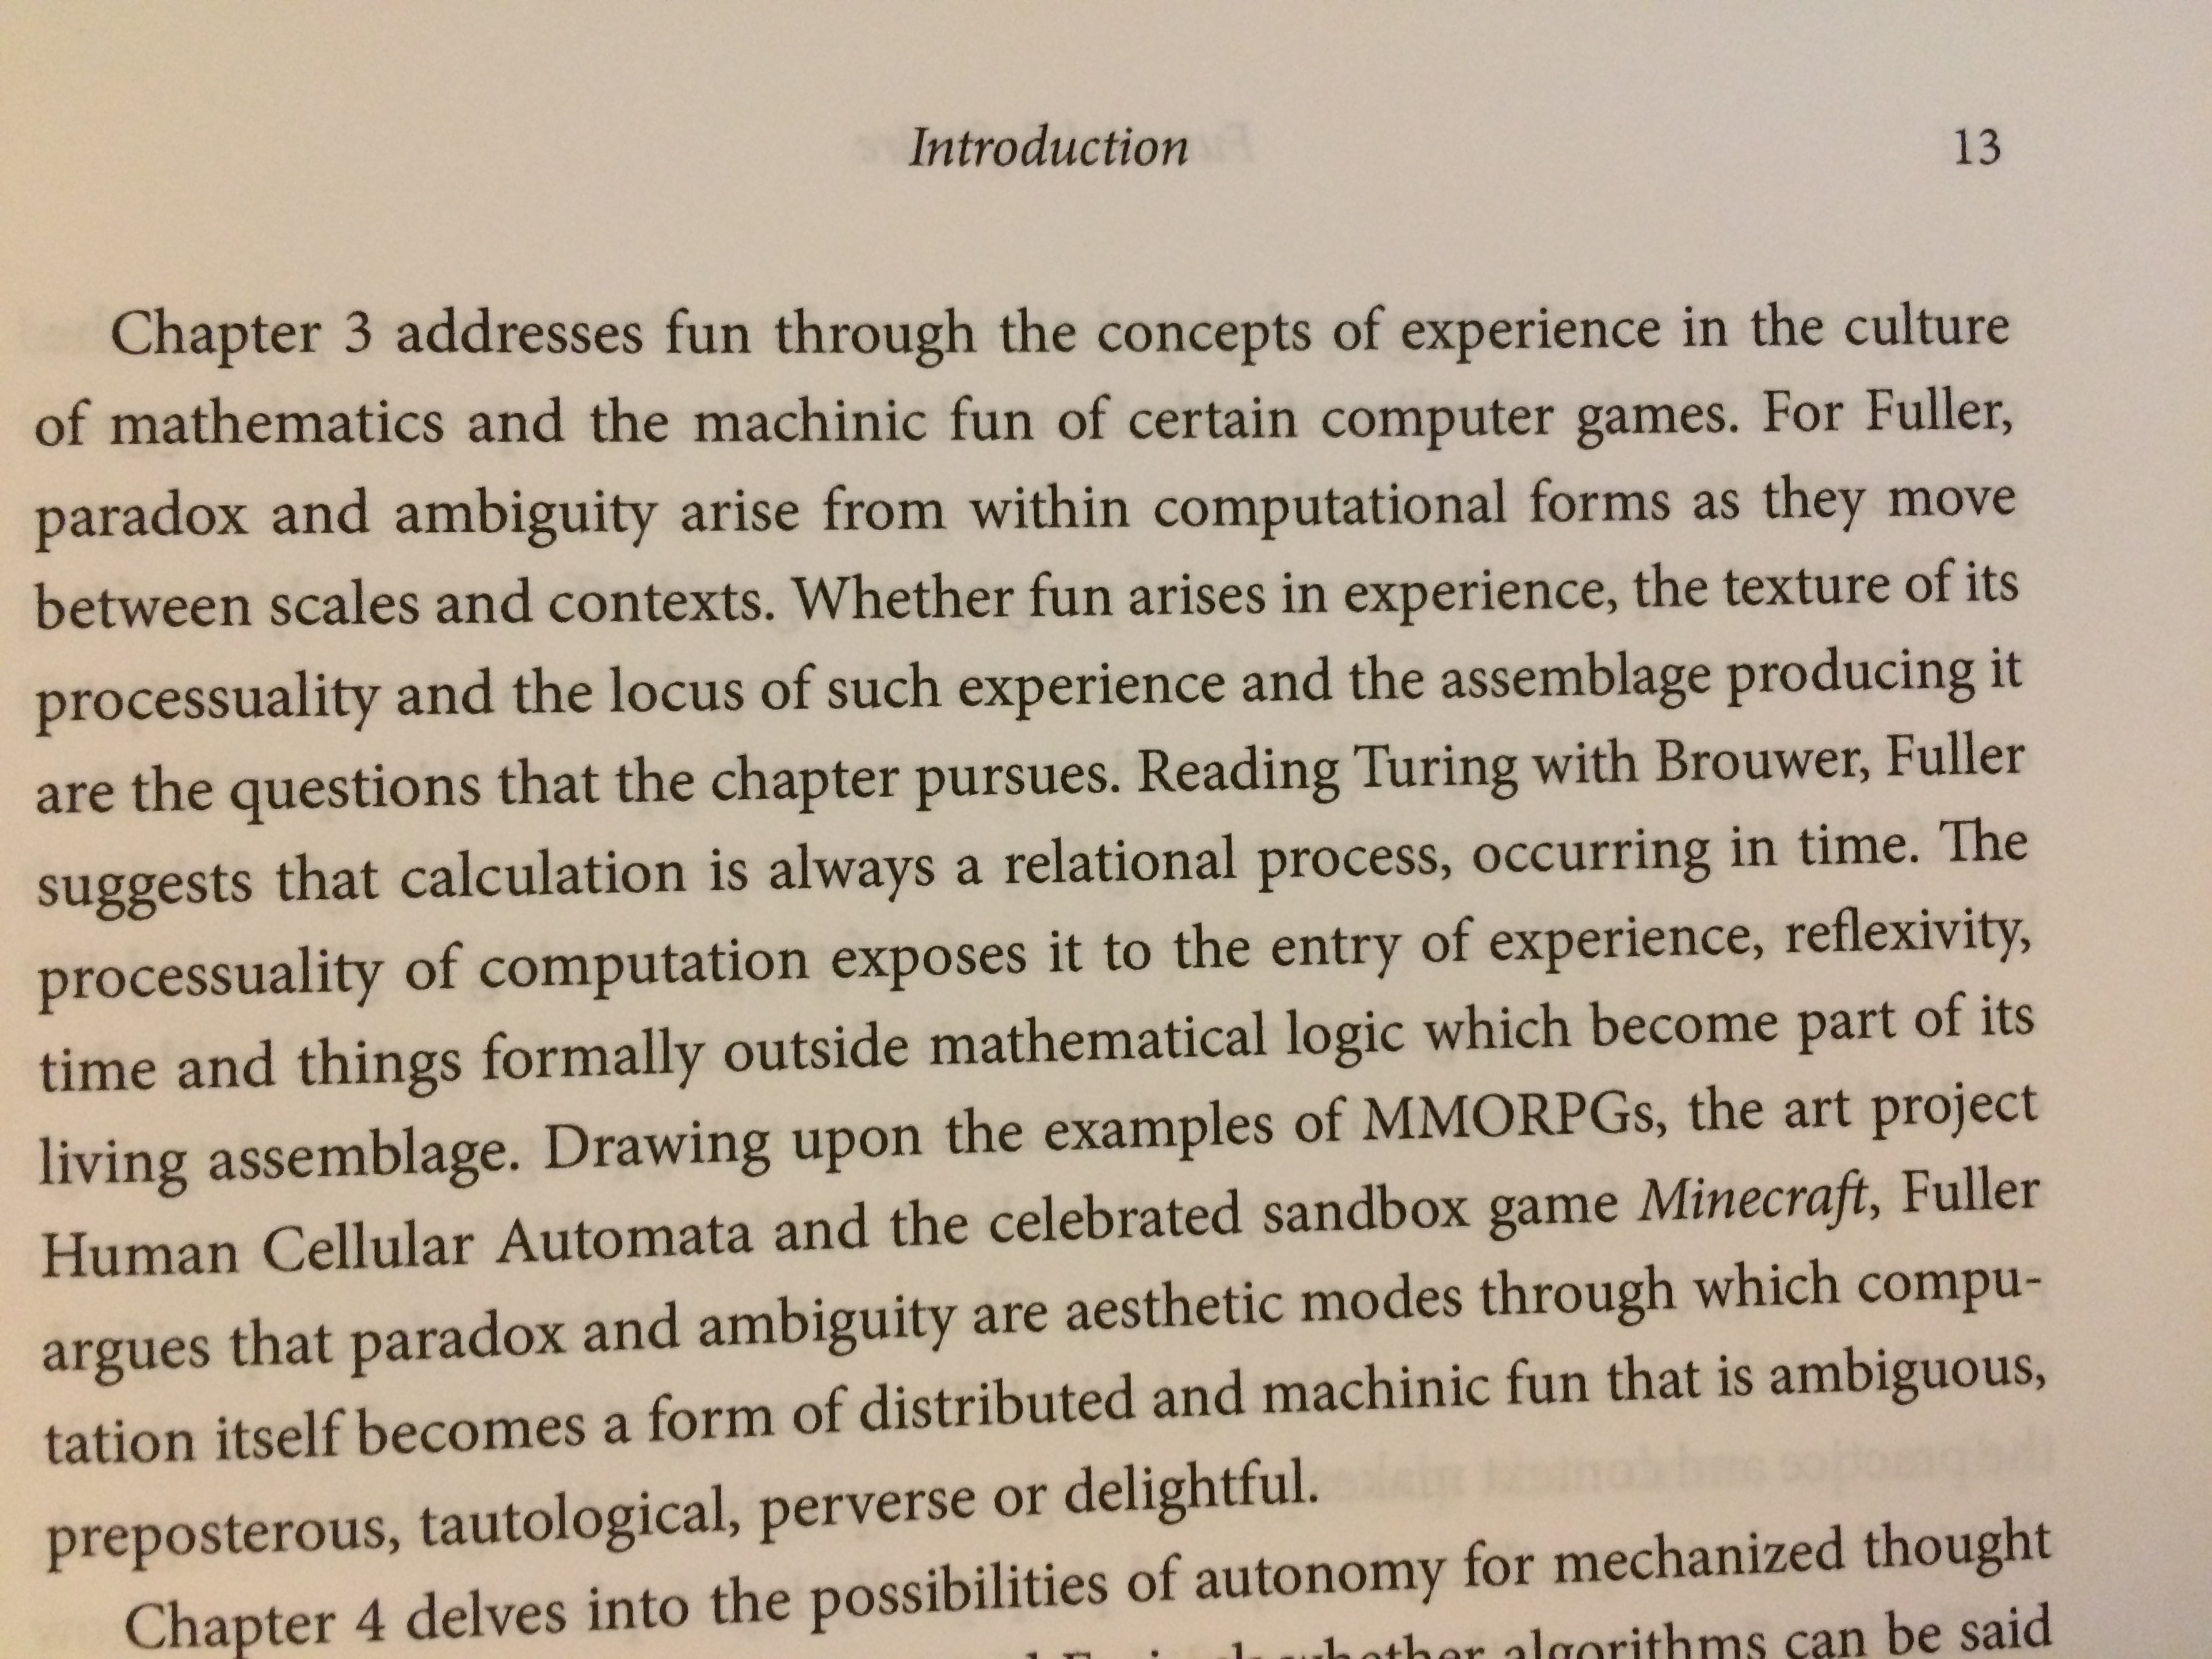 Introduction 13
Chapter 3 addresses fun through the concepts of experience in the culture
of mathematics and the machinic fun of certain computer games. For Fuller,
paradox and ambiguity arise from within computational forms as they move
between scales and contexts. Whether fun arises in experience, the texture of its
processuality and the locus of such experience and the assemblage producing it
are the questions that the chapter pursues. Reading Turing with Brouwer, Fuller
suggests that calculation is always a relational process, occurring in time. The
processuality of computation exposes it to the entry of experience, reflexivity,
time and things formally outside mathematical logic which become part of its
living assemblage. Drawing upon the examples of MMORPGs, the art project
Human Cellular Automata and the celebrated sandbox game Minecraft, Fuller
argues that paradox and ambiguity are aesthetic modes through which compu-
tation itself becomes a form of distributed and machinic fun that is ambiguous,
preposterous, tautological, perverse or delightful.
Chapter 4 delves into the possibilities of autonomy for mechanized thought
whether algorithms can be said